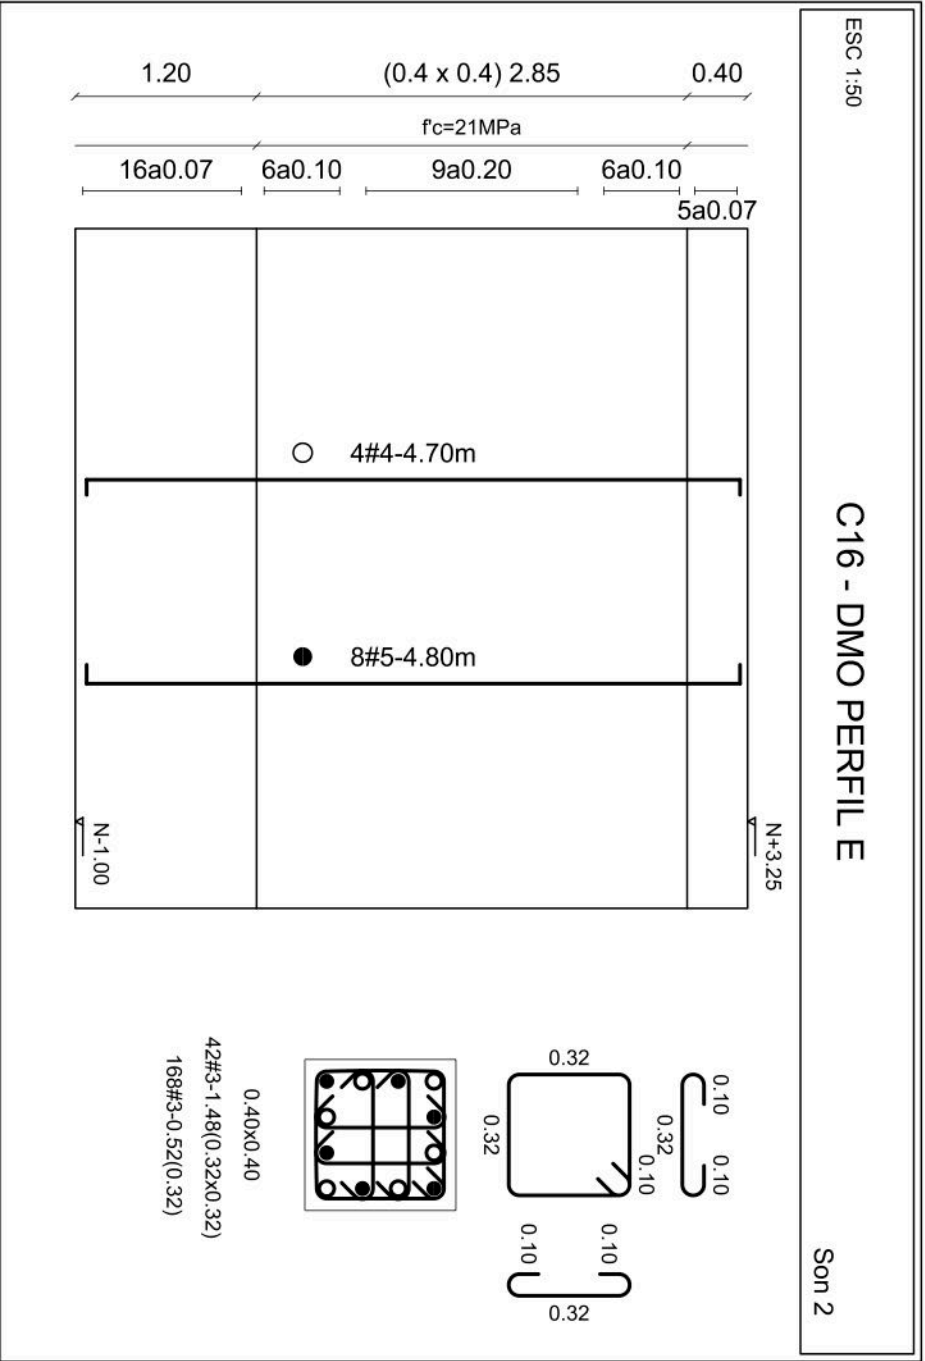 C16 - DMO PERFIL E
ESC 1:50
Son 2
1.20
(0.4 x 0.4) 2.85
0.40
f'c=21MPa
16a0.07
6a0.10
9a0.20
6a0.10
5a0.07
4#4-4.70m
8#5-4.80m
N-1.00
N+3.25
0.10
0.10
0.32
0.32
0.32
0.10
0.10
0.10
0.32
0.40x0.40
42#3-1.48(0.32x0.32)
168#3-0.52(0.32)